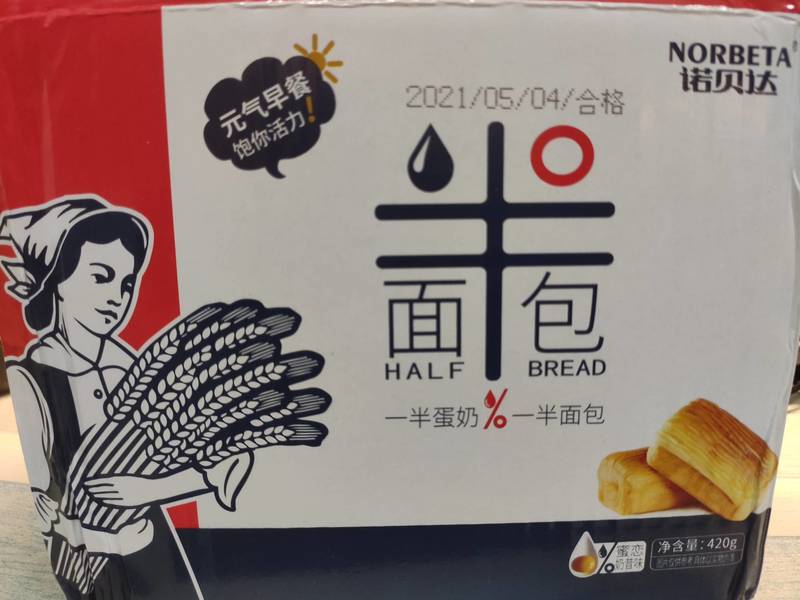 NORBETA
诺贝达
元气早餐
饱你活力!
2021/05/04/合格
半
面包
HALF BREAD
一半蛋奶%一半面包
蜜恋
奶昔味
净含量:420g